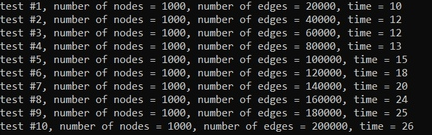 test #1, number of nodes = 1000, number of edges = 20000, time = 10
test #2, number of nodes = 1000, number of edges = 40000, time = 12
test #3, number of nodes = 1000, number of edges = 60000, time = 12
test #4, number of nodes = 1000, number of edges = 80000, time = 13
test #5, number of nodes = 1000, number of edges = 100000, time = 15
test #6, number of nodes = 1000, number of edges = 120000, time = 18
test #7, number of nodes = 1000, number of edges = 140000, time = 20
test #8, number of nodes = 1000, number of edges = 160000, time = 24
test #9, number of nodes = 1000, number of edges = 180000, time = 25
test #10, number of nodes = 1000, number of edges = 200000, time = 26